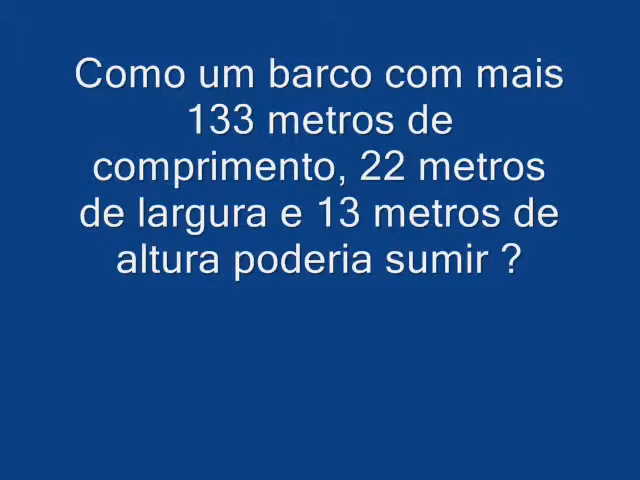 Como um barco com mais
133 metros de
comprimento, 22 metros
de largura e 13 metros de
altura poderia sumir ?